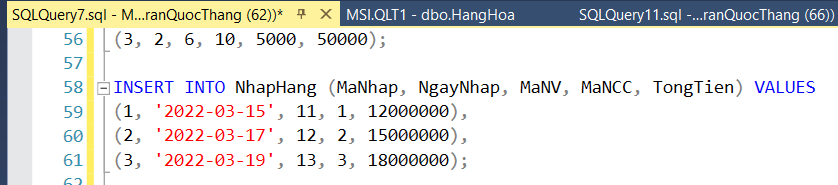 SQLQuery7.sql - M...ranQuocThang (62))* MSI.QLT1 - dbo.HangHoa SQLQuery11.sql -...ranQuocThang (66))
56 (3, 2, 6, 10, 5000, 50000);
57
58 INSERT INTO NhapHang (MaNhap, NgayNhap, MaNV, MaNCC, TongTien) VALUES
59 (1, '2022-03-15', 11, 1, 12000000),
60 (2, '2022-03-17', 12, 2, 15000000),
61 (3, '2022-03-19', 13, 3, 18000000);
62